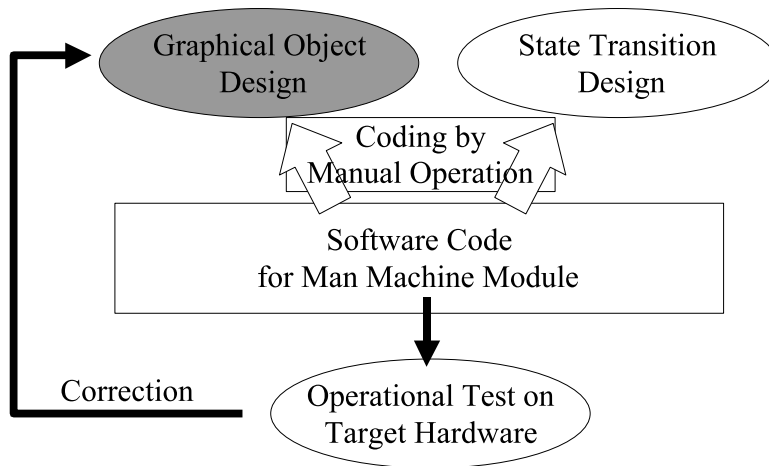 Graphical Object
Design
State Transition
Design
Coding by
Manual Operation
Software Code
for Man Machine Module
Correction
Operational Test on
Target Hardware